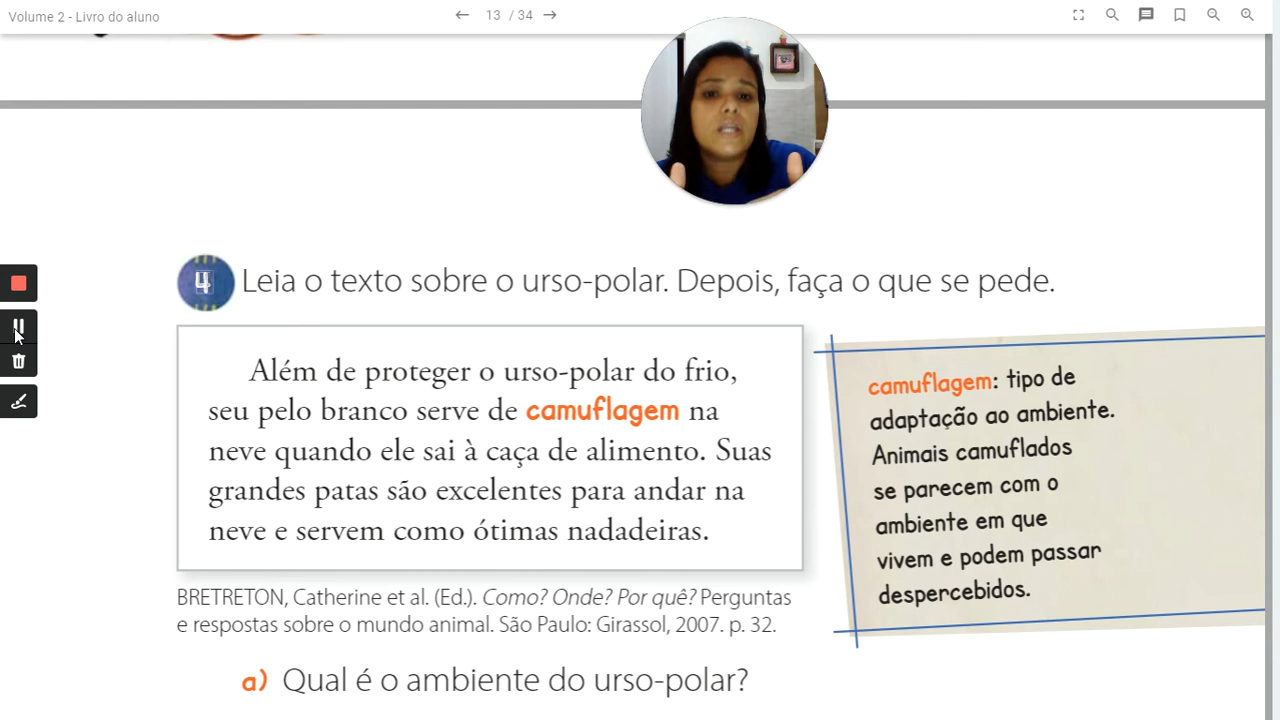 Volume 2 - Livro do aluno
13 / 34
4 Leia o texto sobre o urso-polar. Depois, faça o que se pede.
Além de proteger o urso-polar do frio,
seu pelo branco serve de camuflagem na
neve quando ele sai à caça de alimento. Suas
grandes patas são excelentes para andar na
neve e servem como ótimas nadadeiras.
camuflagem: tipo de
adaptação ao ambiente.
Animais camuflados
se parecem com o
ambiente em que
vivem e podem passar
despercebidos.
BRETRETON, Catherine et al. (Ed.). Como? Onde? Por quê? Perguntas
e respostas sobre o mundo animal. São Paulo: Girassol, 2007. p. 32.
a) Qual é o ambiente do urso-polar?